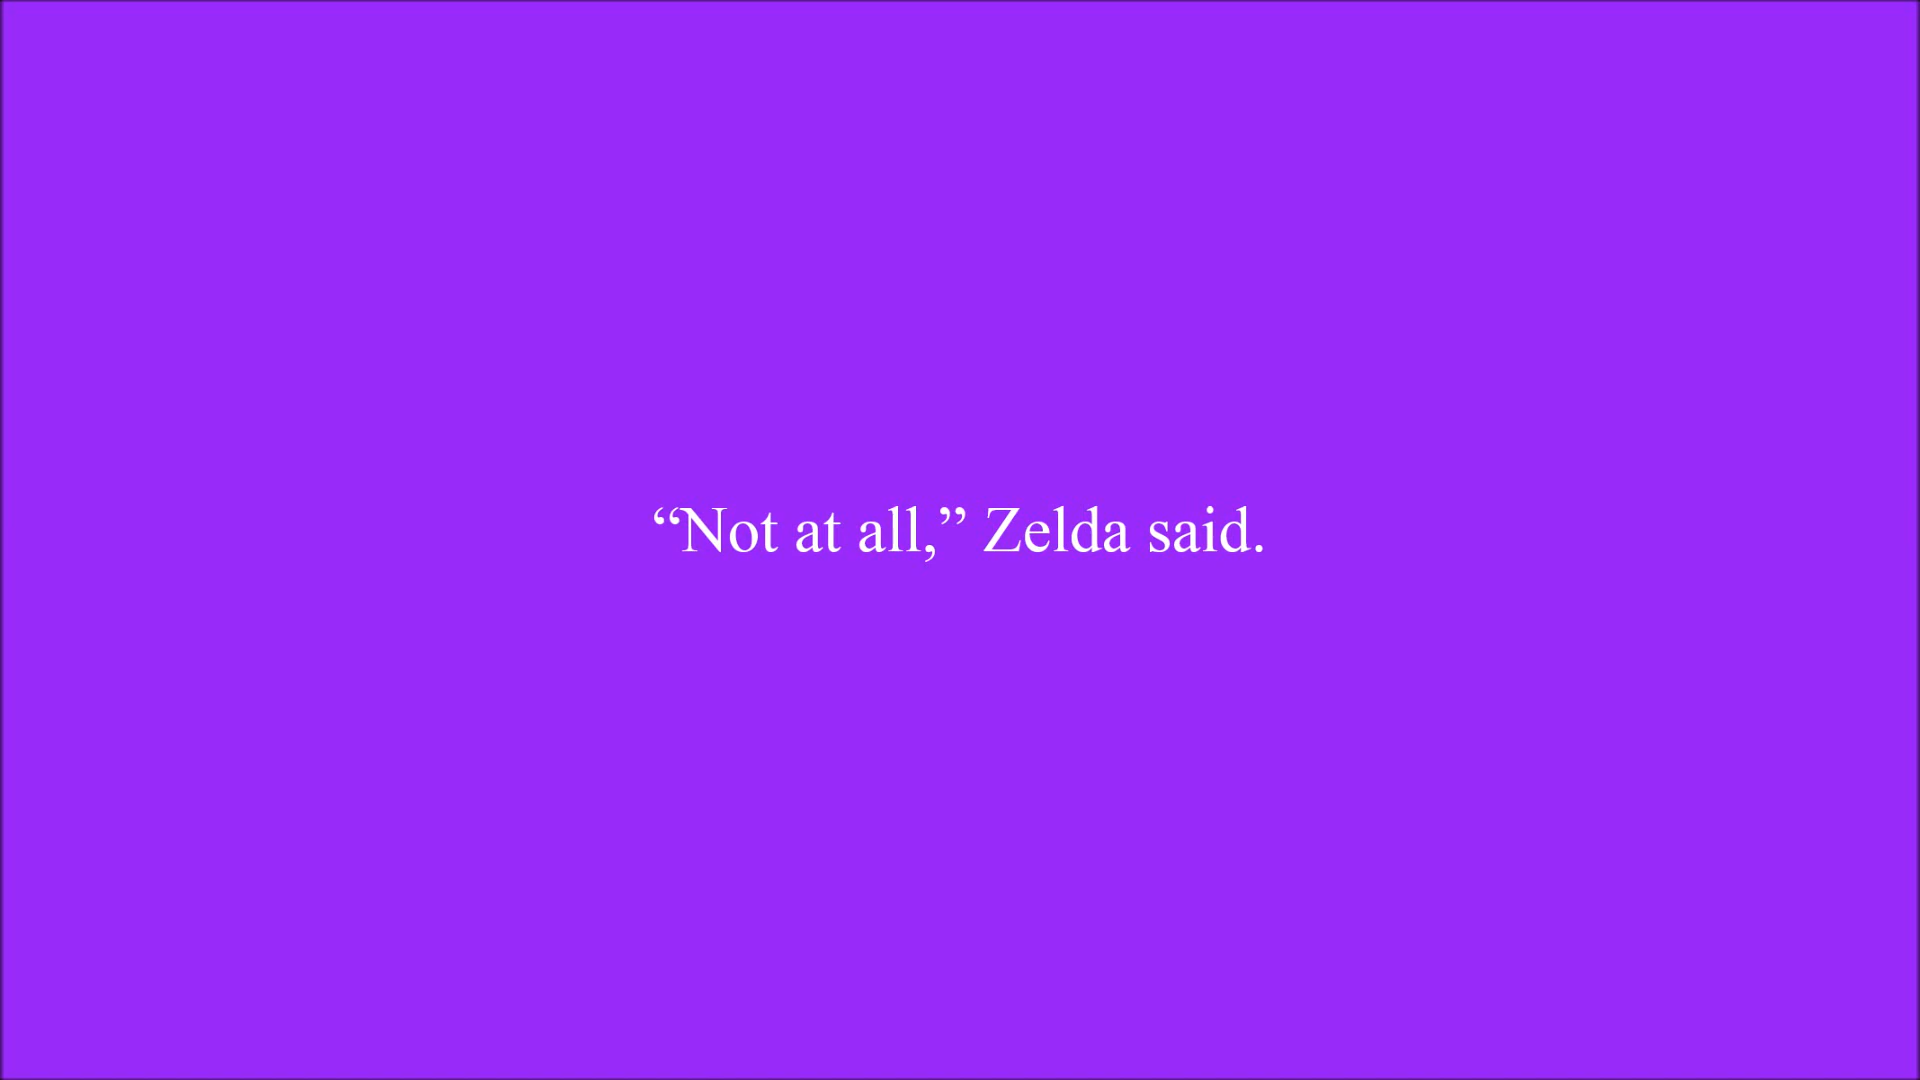 “Not at all,” Zelda said.